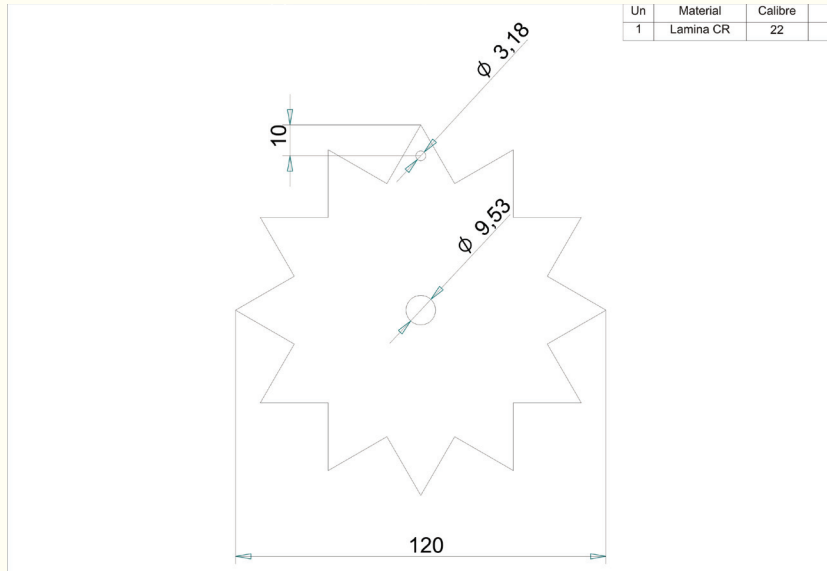 Un Material Calibre
1 Lamina CR 22
ϕ 3,18
10
ϕ 9,53
120